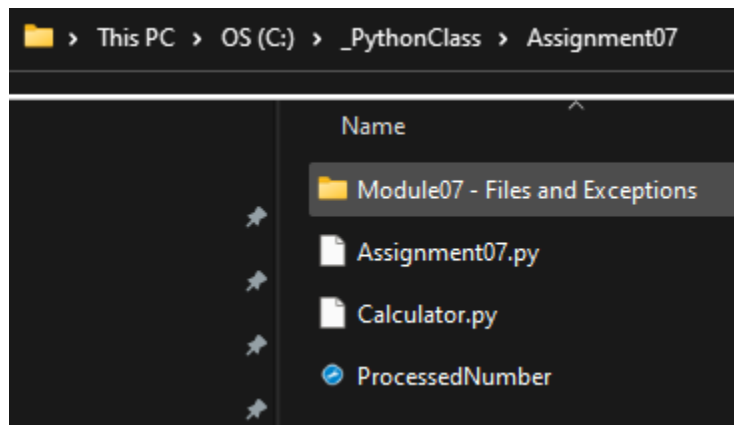 This PC > OS (C:) > _PythonClass > Assignment07
Name
Module07 - Files and Exceptions
Assignment07.py
Calculator.py
ProcessedNumber